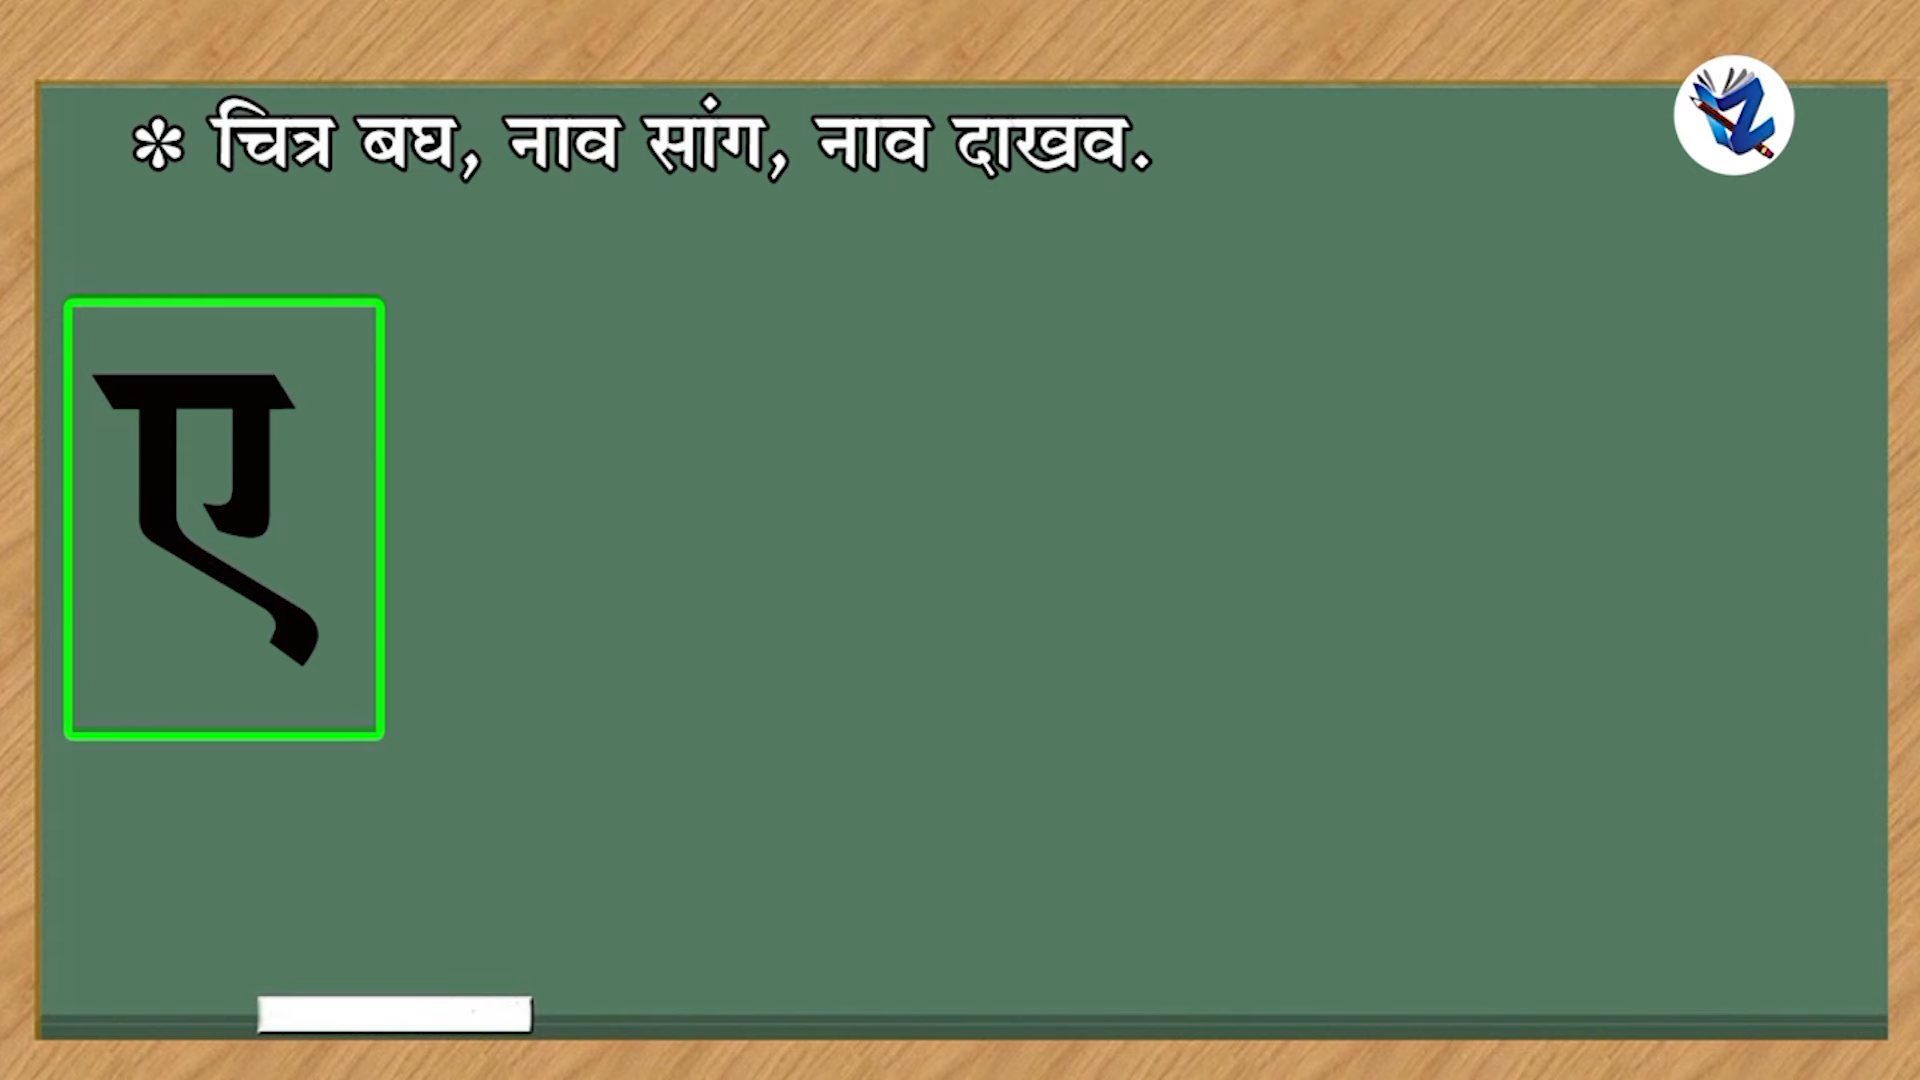 * चित्र बघ, नाव सांग, नाव दाखव.
ए